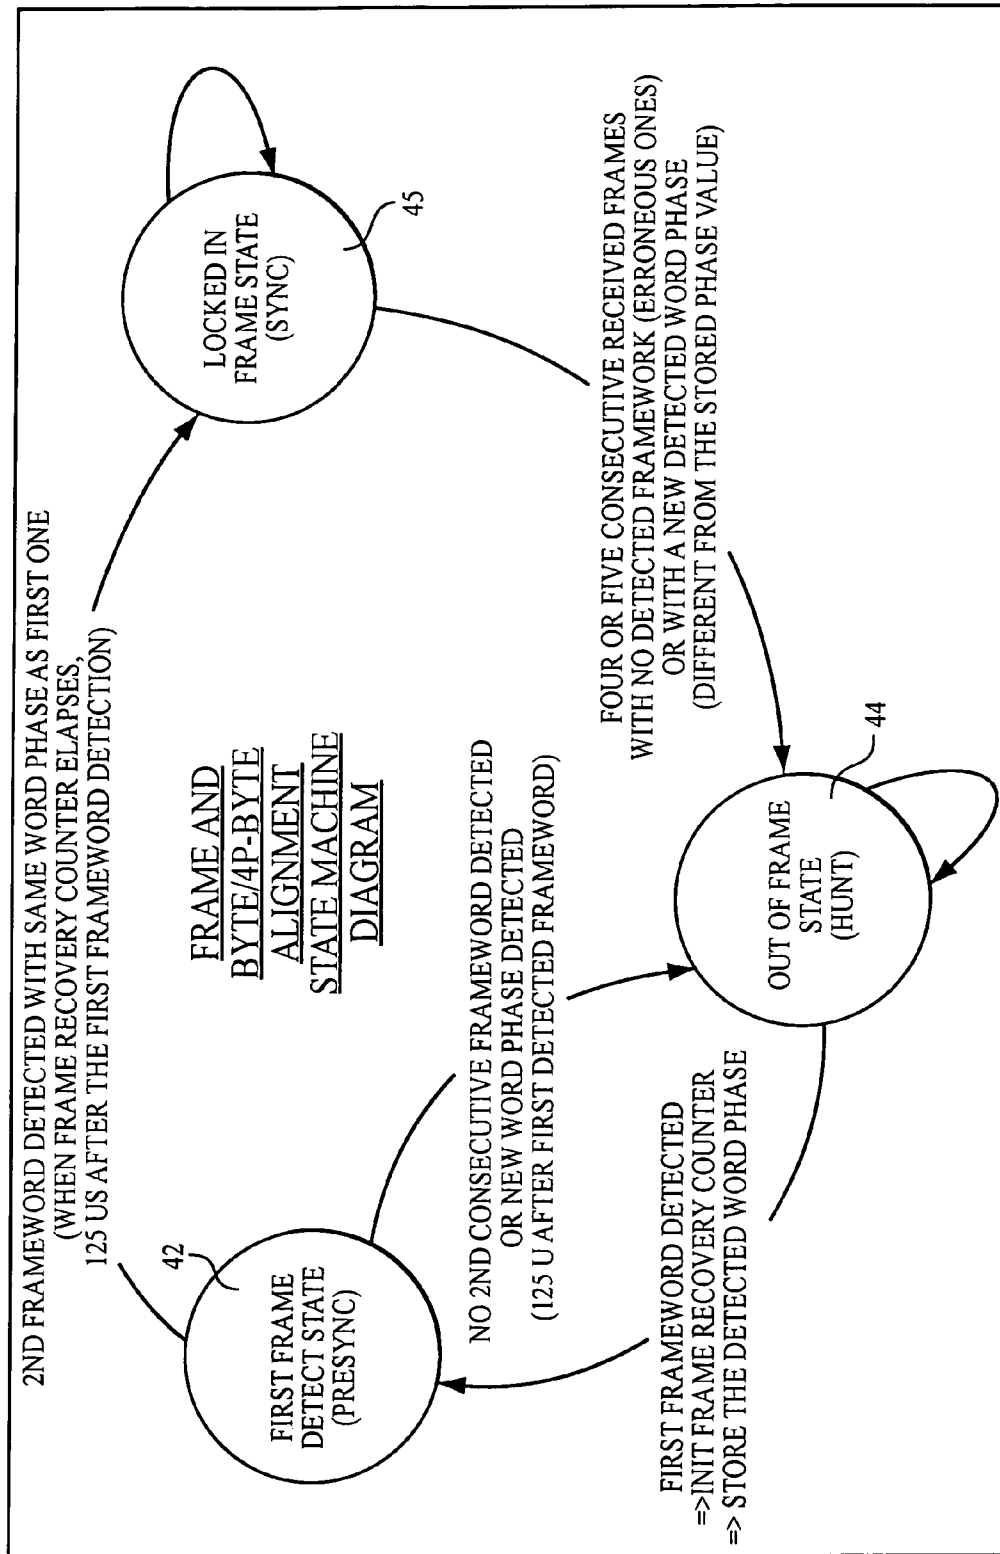 2ND FRAMEWORD DETECTED WITH SAME WORD PHASE AS FIRST ONE
(WHEN FRAME RECOVERY COUNTER ELAPSES,
125 US AFTER THE FIRST FRAMEWORD DETECTION)
42
FIRST FRAME
DETECT STATE
(PRESYNC)
FRAME AND
BYTE/4P-BYTE
ALIGNMENT
STATE MACHINE
DIAGRAM
LOCKED IN
FRAME STATE
(SYNC)
45
NO 2ND CONSECUTIVE FRAMEWORD DETECTED
OR NEW WORD PHASE DETECTED
(125 U AFTER FIRST DETECTED FRAMEWORD)
FOUR OR FIVE CONSECUTIVE RECEIVED FRAMES
WITH NO DETECTED FRAMEWORK (ERRONEOUS ONES)
OR WITH A NEW DETECTED WORD PHASE
(DIFFERENT FROM THE STORED PHASE VALUE)
FIRST FRAMEWORD DETECTED
=>INIT FRAME RECOVERY COUNTER
=> STORE THE DETECTED WORD PHASE
OUT OF FRAME
STATE
(HUNT)
44